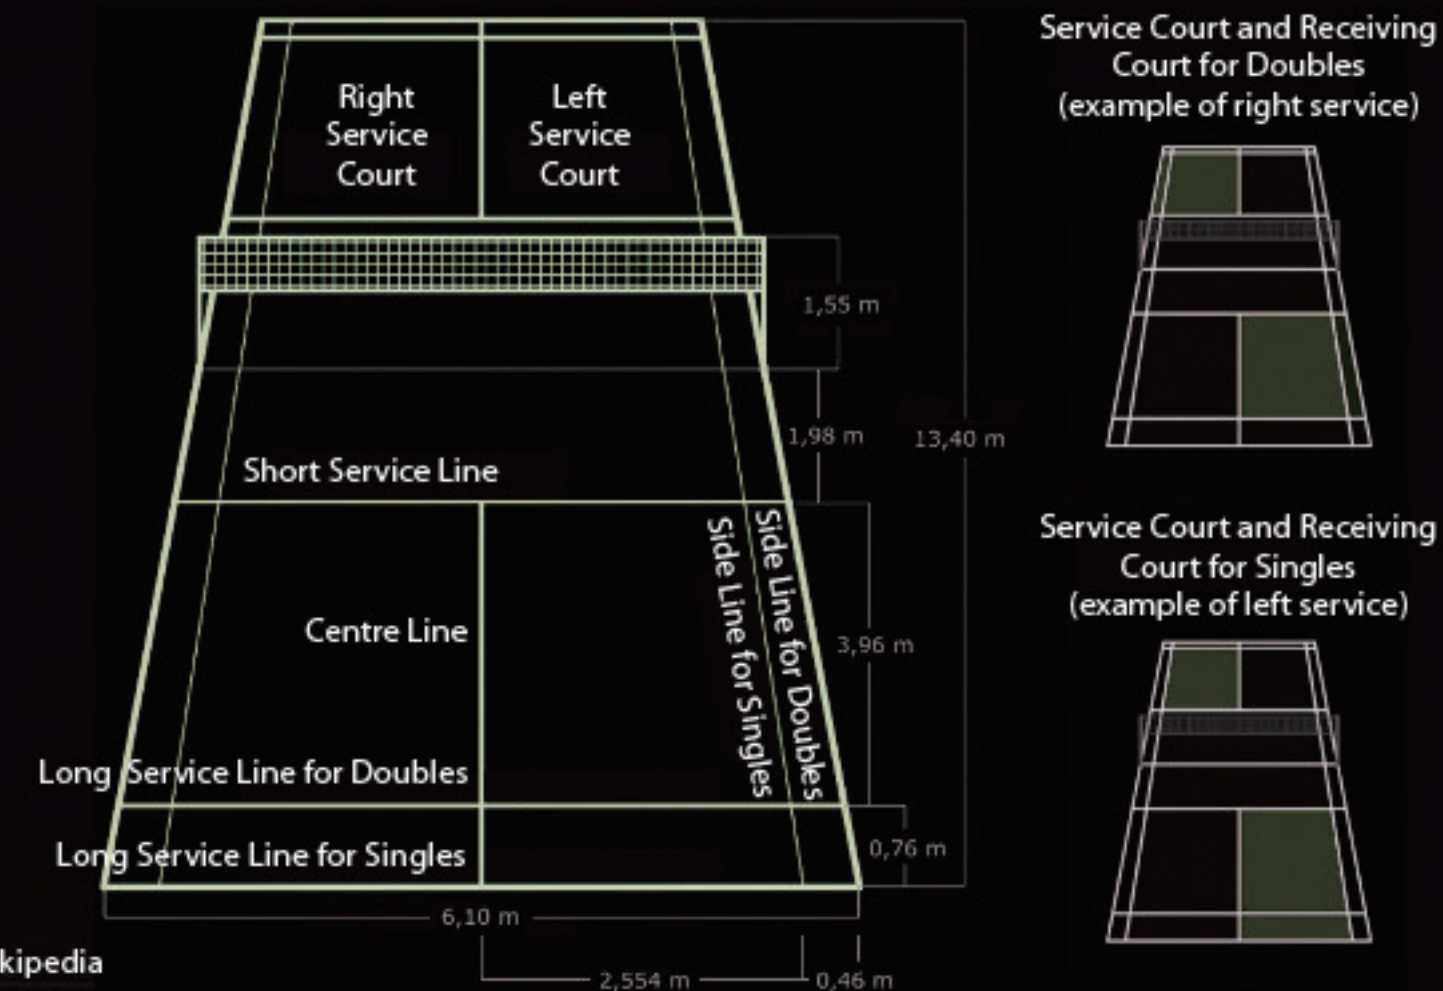 Right
Service
Court
Left
Service
Court
1,55 m
1,98 m
13,40 m
Short Service Line
Side Line for Singles
Side Line for Doubles
Centre Line
3,96 m
Long Service Line for Doubles
Long Service Line for Singles
0,76 m
6,10 m
2,554 m
0,46 m
kipedia
Service Court and Receiving
Court for Doubles
(example of right service)
Service Court and Receiving
Court for Singles
(example of left service)